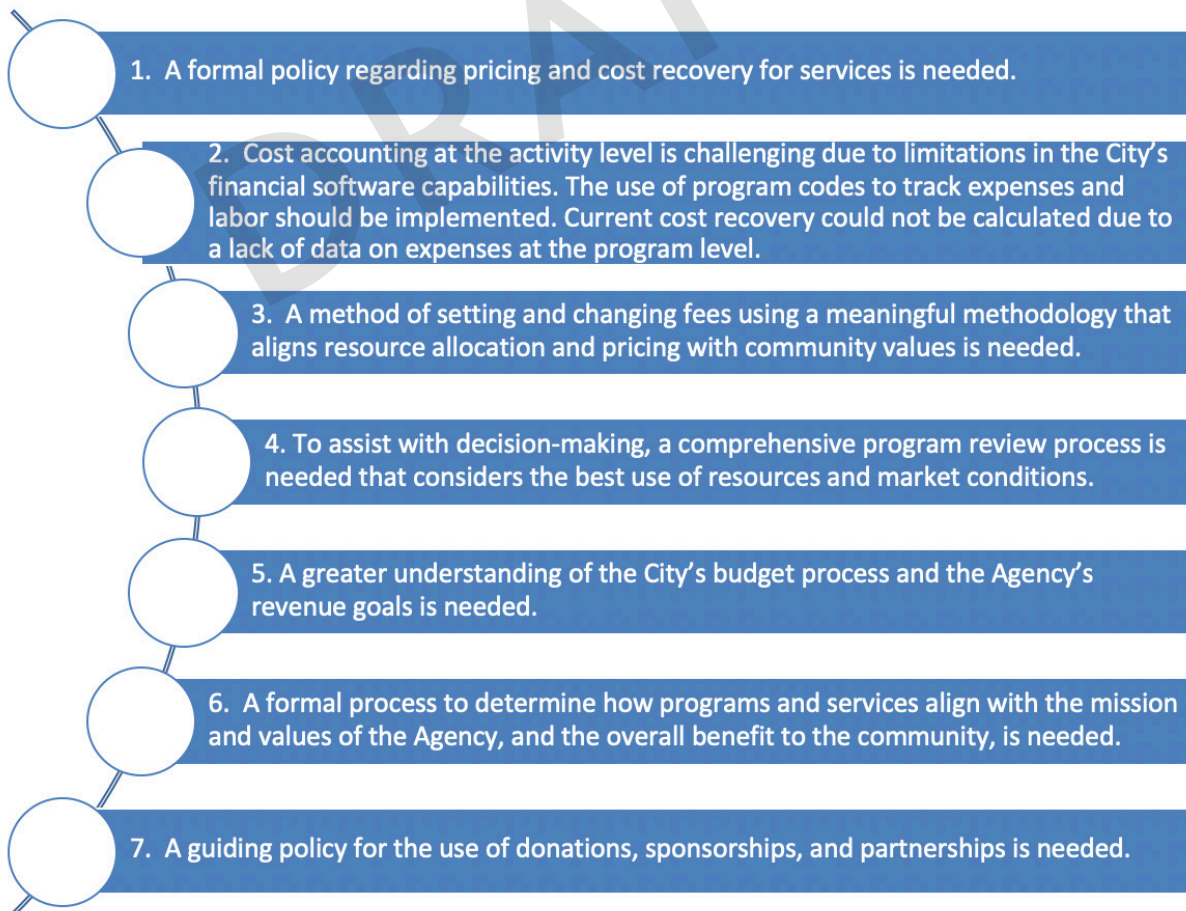 1. A formal policy regarding pricing and cost recovery for services is needed.
2. Cost accounting at the activity level is challenging due to limitations in the City's
financial software capabilities. The use of program codes to track expenses and
labor should be implemented. Current cost recovery could not be calculated due to
a lack of data on expenses at the program level.
3. A method of setting and changing fees using a meaningful methodology that
aligns resource allocation and pricing with community values is needed.
4. To assist with decision-making, a comprehensive program review process is
needed that considers the best use of resources and market conditions.
5. A greater understanding of the City's budget process and the Agency's
revenue goals is needed.
6. A formal process to determine how programs and services align with the mission
and values of the Agency, and the overall benefit to the community, is needed.
7. A guiding policy for the use of donations, sponsorships, and partnerships is needed.